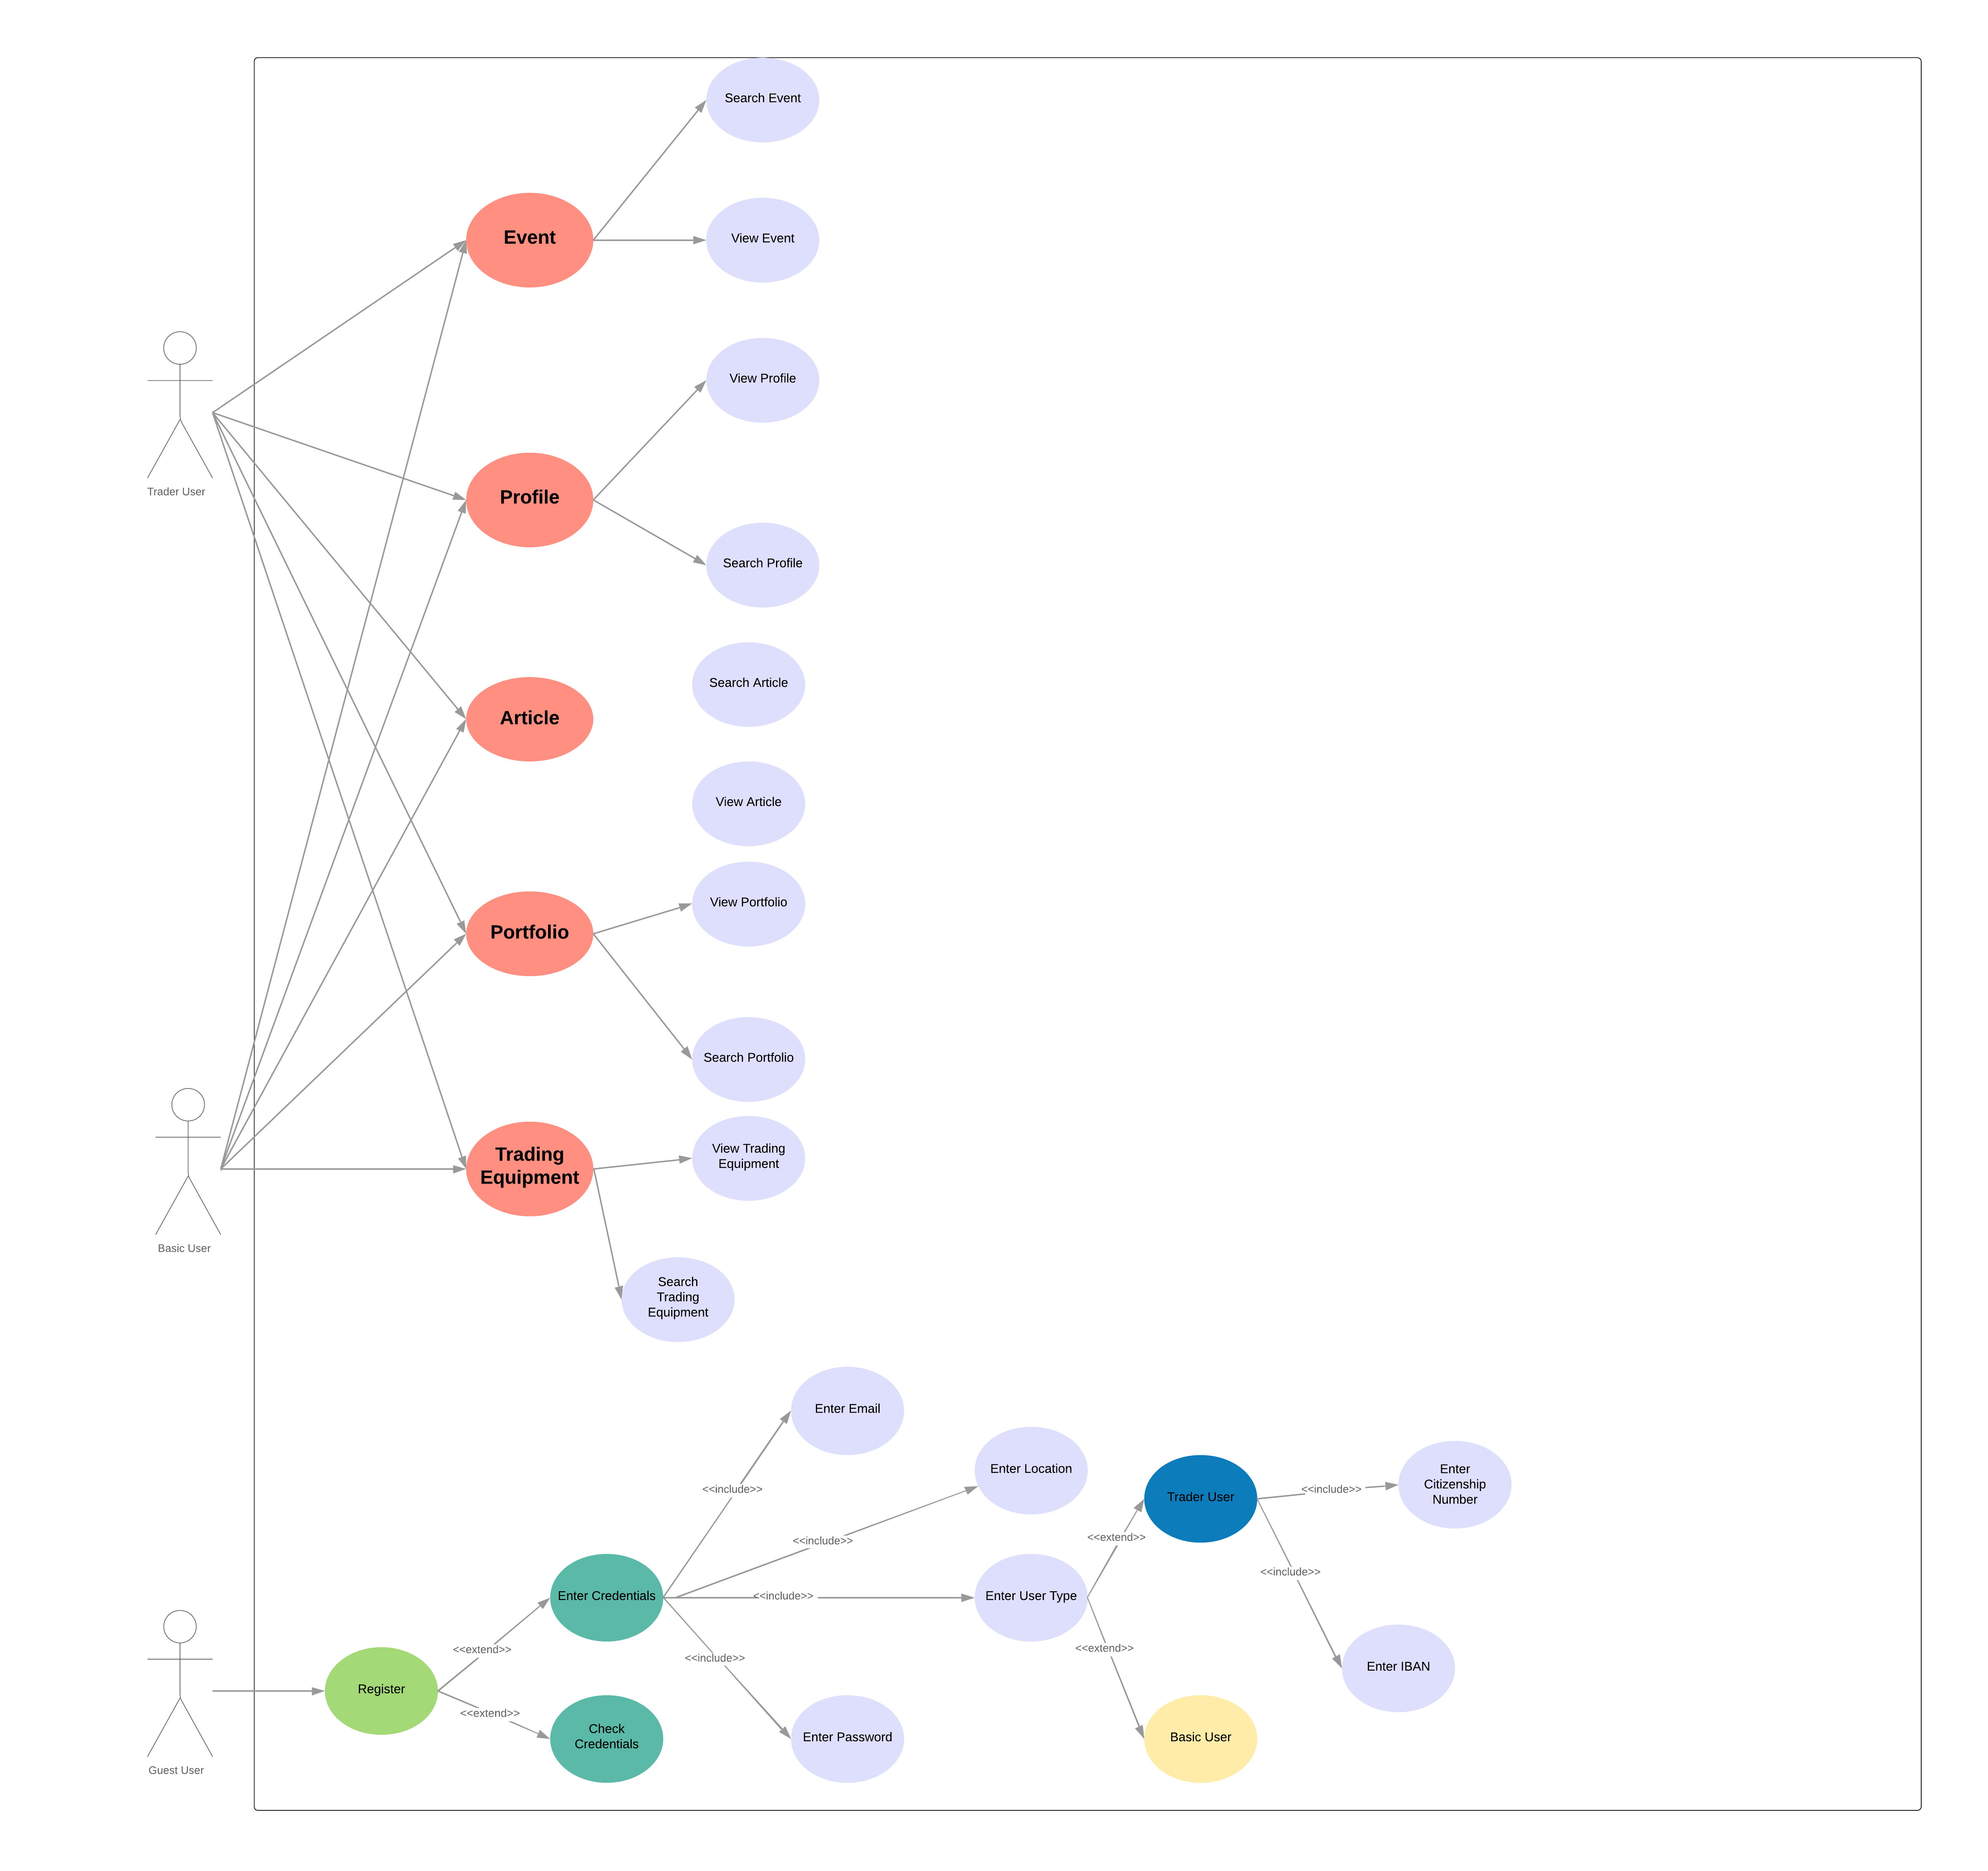 Search Event
Event
View Event
View Profile
Trader User
Profile
Search Profile
Search Article
Article
View Article
View Portfolio
Portfolio
Search Portfolio
View Trading
Equipment
Trading
Equipment
Basic User
Search
Trading
Equipment
Enter Email
Enter Location
Enter
Citizenship
Number
Trader User
<<include>>
<<include>>
<<extend>>
<<include>>
<<include>>
Enter Credentials
<<include>>
Enter User Type
<<extend>>
<<extend>>
<<include>>
Enter IBAN
Register
<<extend>>
Check
Credentials
Enter Password
Basic User
Guest User